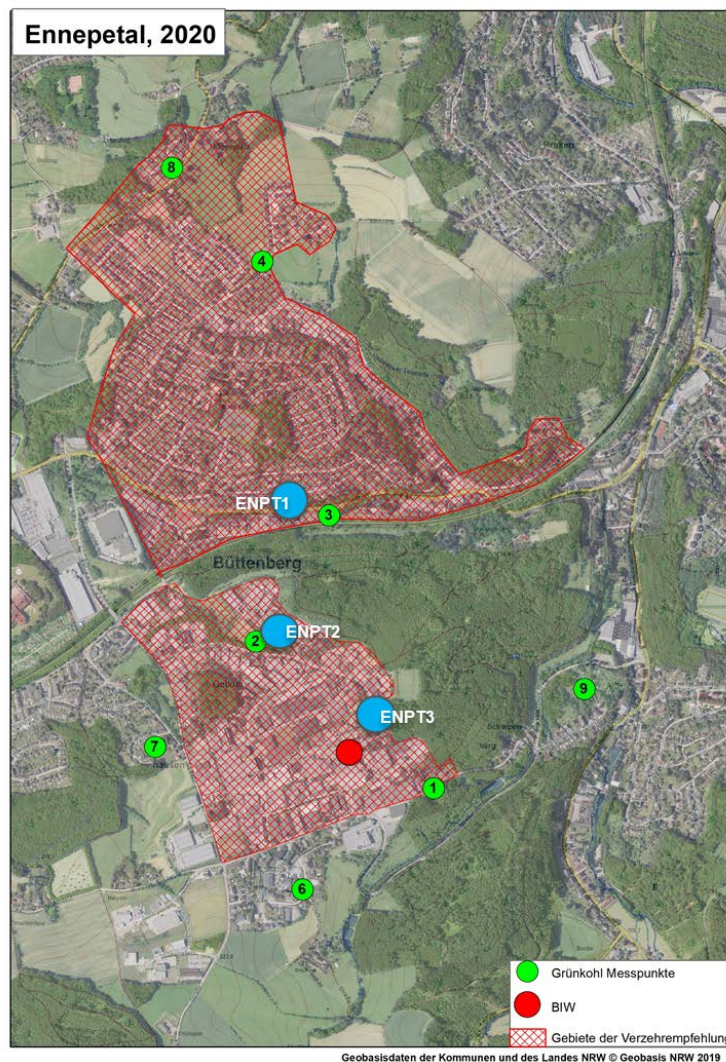 Ennepetal, 2020
8
4
ENPT1
3
Büttenberg
2
ENPT2
9
ENPT3
7
1
6
Grünkohl Messpunkte
BIW
Gebiete der Verzehrempfehlung
Geobasisdaten der Kommunen und des Landes NRW © Geobasis NRW 2019